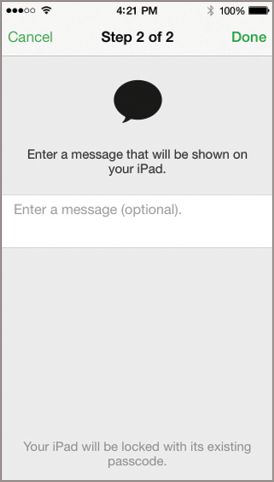 4:21 PM 100%
Cancel Step 2 of 2 Done
Enter a message that will be shown on
your iPad.
Enter a message (optional).
Your iPad will be locked with its existing
passcode.